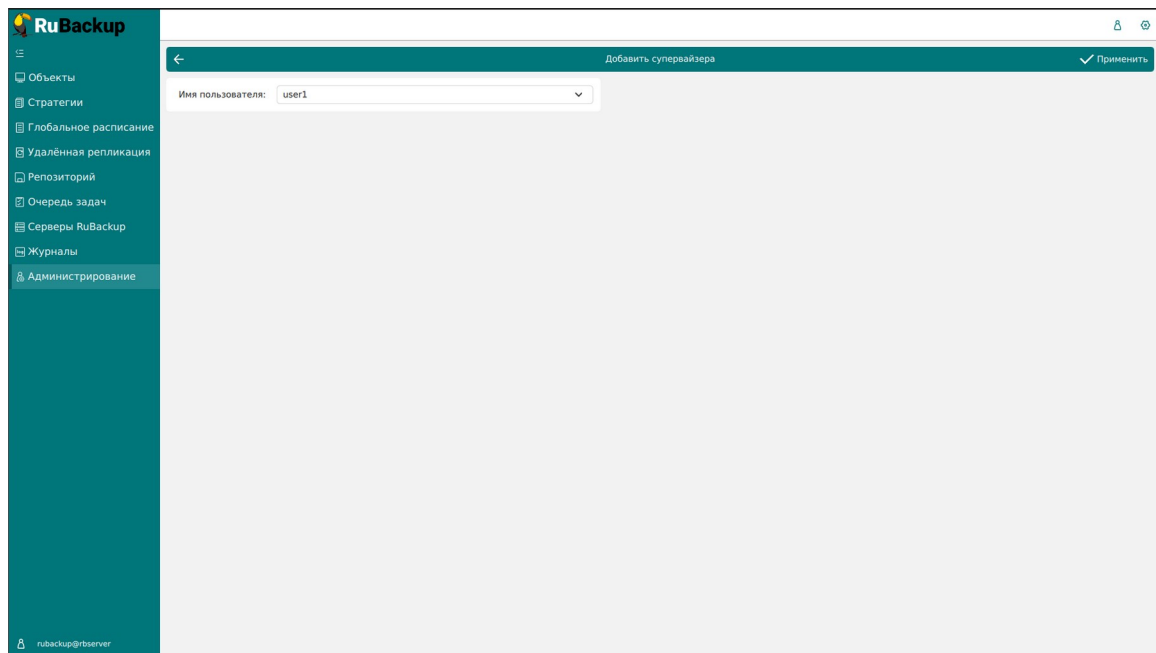 RuBackup
Добавить супервайзера
Применить
Объекты
Стратегии
Глобальное расписание
Удалённая репликация
Репозиторий
Очередь задач
Серверы RuBackup
Журналы
Администрирование
Имя пользователя: user1
rubackup@rbserver